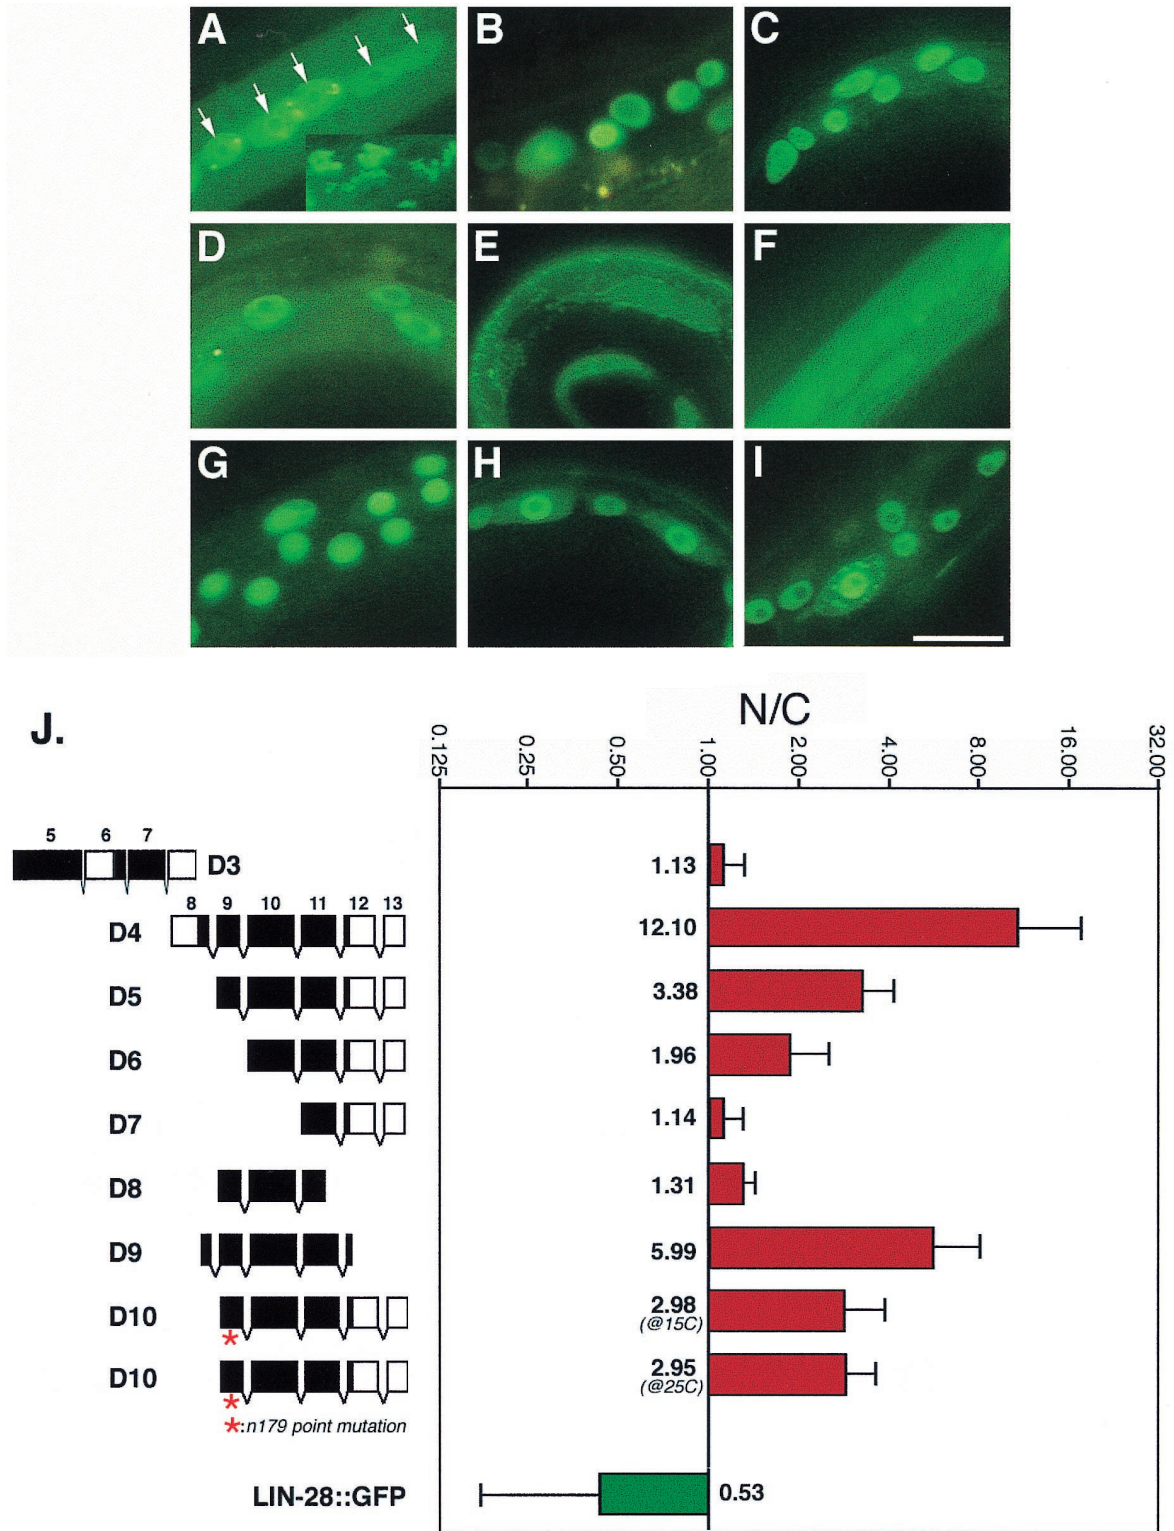 A B C
D E F
G H I
J.
N/C
0.125 0.25 0.50 1.00 2.00 4.00 8.00 16.00 32.00
5 6 7
D3 1.13
8 9 10 11 12 13
D4 12.10
D5 3.38
D6 1.96
D7 1.14
D8 1.31
D9 5.99
D10 2.98
* (@15C)
D10 2.95
* (@25C)
*:n179 point mutation
LIN-28::GFP 0.53